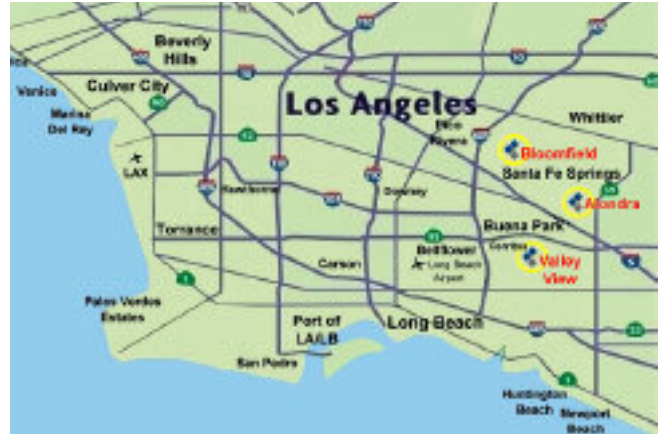 Beverly
Hills
Culver City
Venice
Marina
Del Rey
Los Angeles
Pico
Rivera
Whittier
Bloomfield
Santa Fe Springs
LAX
Hawthorne
Downey
Alondra
Torrance
Buena Park
Bellflower
Cerritos
Long Beach
Airport
Carson
Valley
View
Palos Verdes
Estates
Port of
LA/LB
Long Beach
San Pedro
Huntington
Beach
Newport
Beach